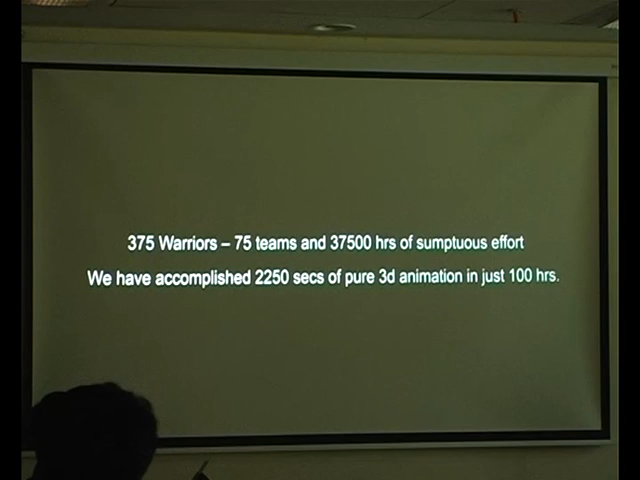 375 Warriors – 75 teams and 37500 hrs of sumptuous effort
We have accomplished 2250 secs of pure 3d animation in just 100 hrs.